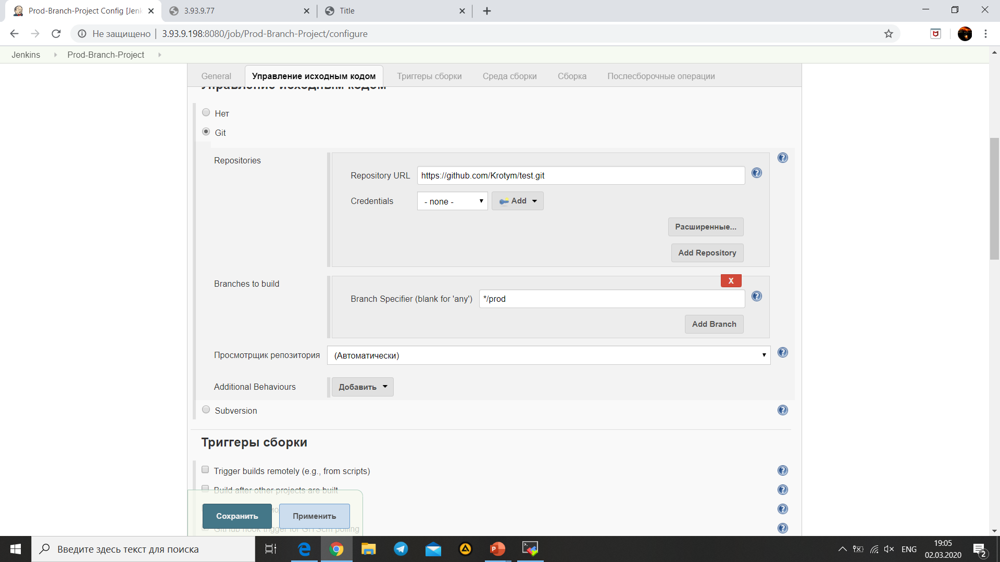 Prod-Branch-Project Config [Jenk
3.93.9.77
Title
Не защищено
3.93.9.198:8080/job/Prod-Branch-Project/configure
Jenkins
Prod-Branch-Project
General
Управление исходным кодом
Триггеры сборки
Среда сборки
Сборка
Послесборочные операции
Управление исходным кодом
Нет
Git
Repositories
Repository URL
https://github.com/Krotym/test.git
Credentials
- none -
Add
Расширенные...
Add Repository
Branches to build
X
Branch Specifier (blank for 'any')
*/prod
Add Branch
Просмотрщик репозитория
(Автоматически)
Additional Behaviours
Добавить
Subversion
Триггеры сборки
Trigger builds remotely (e.g., from scripts)
Build after other projects are built
Сохранить
Применить
GitHub hook trigger for GITScm polling
Введите здесь текст для поиска
ENG
19:05
02.03.2020
2